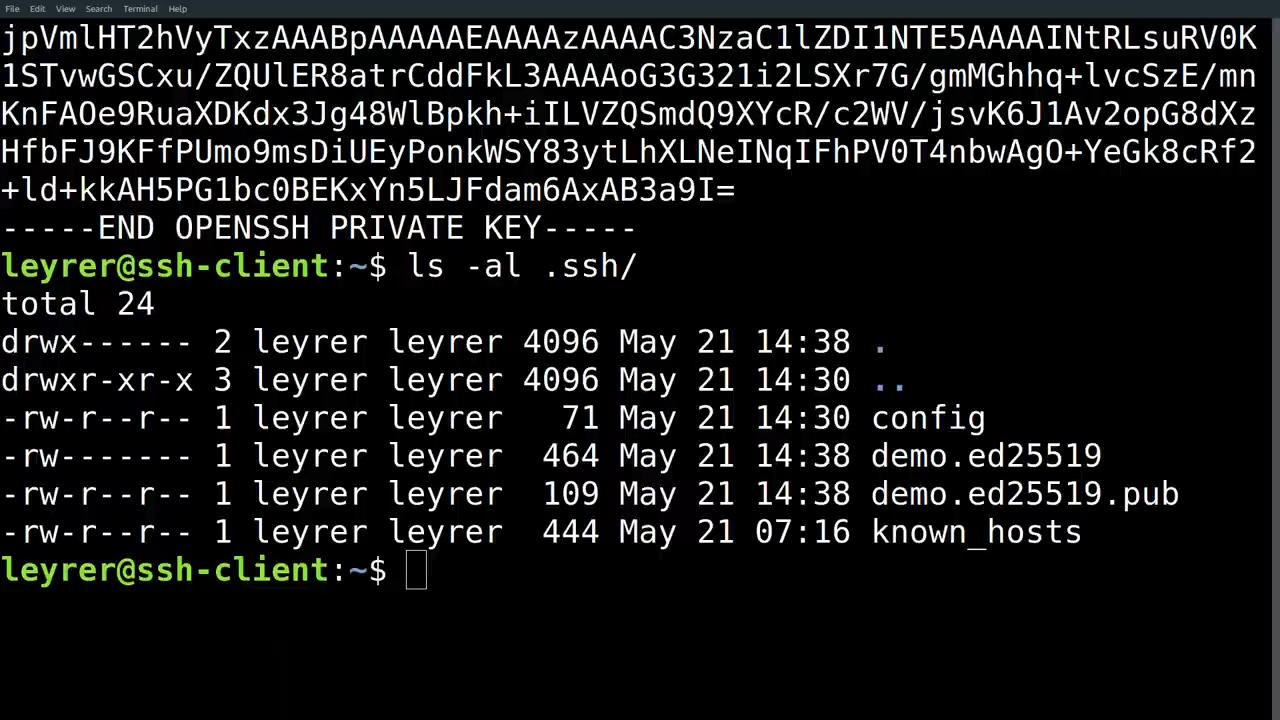 File Edit View Search Terminal Help
jpVmlHT2hVyTxzAAABpAAAAAEAAAAzAAAAC3NzaC1lZDI1NTE5AAAAINtRLsuRV0K
1STvwGSCxu/ZQUlER8atrCddFkL3AAAAoG3G321i2LSXr7G/gmMGhhq+lvcSzE/mn
KnFAOe9RuaXDKdx3Jg48WlBpkh+iILVZQSmdQ9XYcR/c2WV/jsvK6J1Av2opG8dXz
HfbFJ9KFfPUmo9msDiUEyPonkWSY83ytLhXLNeINqIFhPV0T4nbwAgO+YeGk8cRf2
+ld+kkAH5PG1bc0BEKxYn5LJFdam6AxAB3a9I=
-----END OPENSSH PRIVATE KEY-----
leyrer@ssh-client:~$ ls -al .ssh/
total 24
drwx------ 2 leyrer leyrer 4096 May 21 14:38 .
drwxr-xr-x 3 leyrer leyrer 4096 May 21 14:30 ..
-rw-r--r-- 1 leyrer leyrer   71 May 21 14:30 config
-rw------- 1 leyrer leyrer  464 May 21 14:38 demo.ed25519
-rw-r--r-- 1 leyrer leyrer  109 May 21 14:38 demo.ed25519.pub
-rw-r--r-- 1 leyrer leyrer  444 May 21 07:16 known_hosts
leyrer@ssh-client:~$